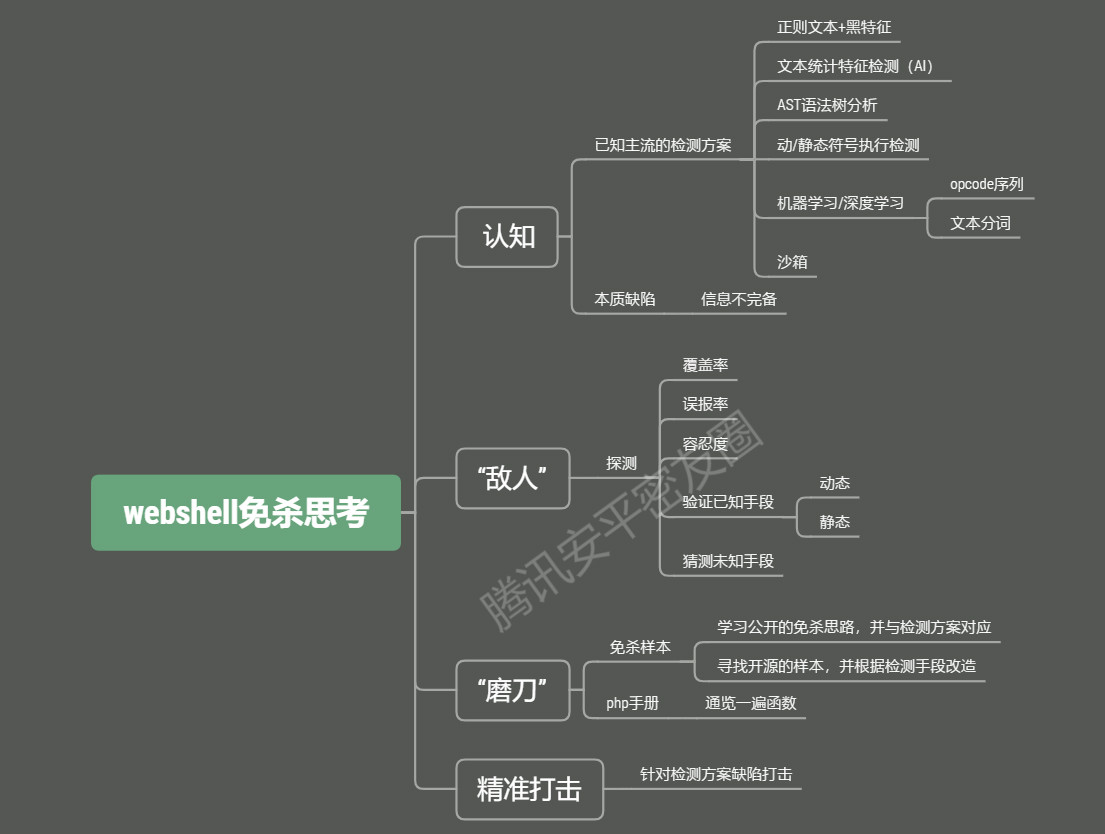 webshell免杀思考
认知
已知主流的检测方案
正则文本+黑特征
文本统计特征检测（AI）
AST语法树分析
动/静态符号执行检测
机器学习/深度学习
opcode序列
文本分词
沙箱
本质缺陷
信息不完备
“敌人”
探测
覆盖率
误报率
容忍度
验证已知手段
动态
静态
猜测未知手段
“磨刀”
免杀样本
学习公开的免杀思路，并与检测方案对应
寻找开源的样本，并根据检测手段改造
php手册
通览一遍函数
精准打击
针对检测方案缺陷打击
腾讯安平密友圈